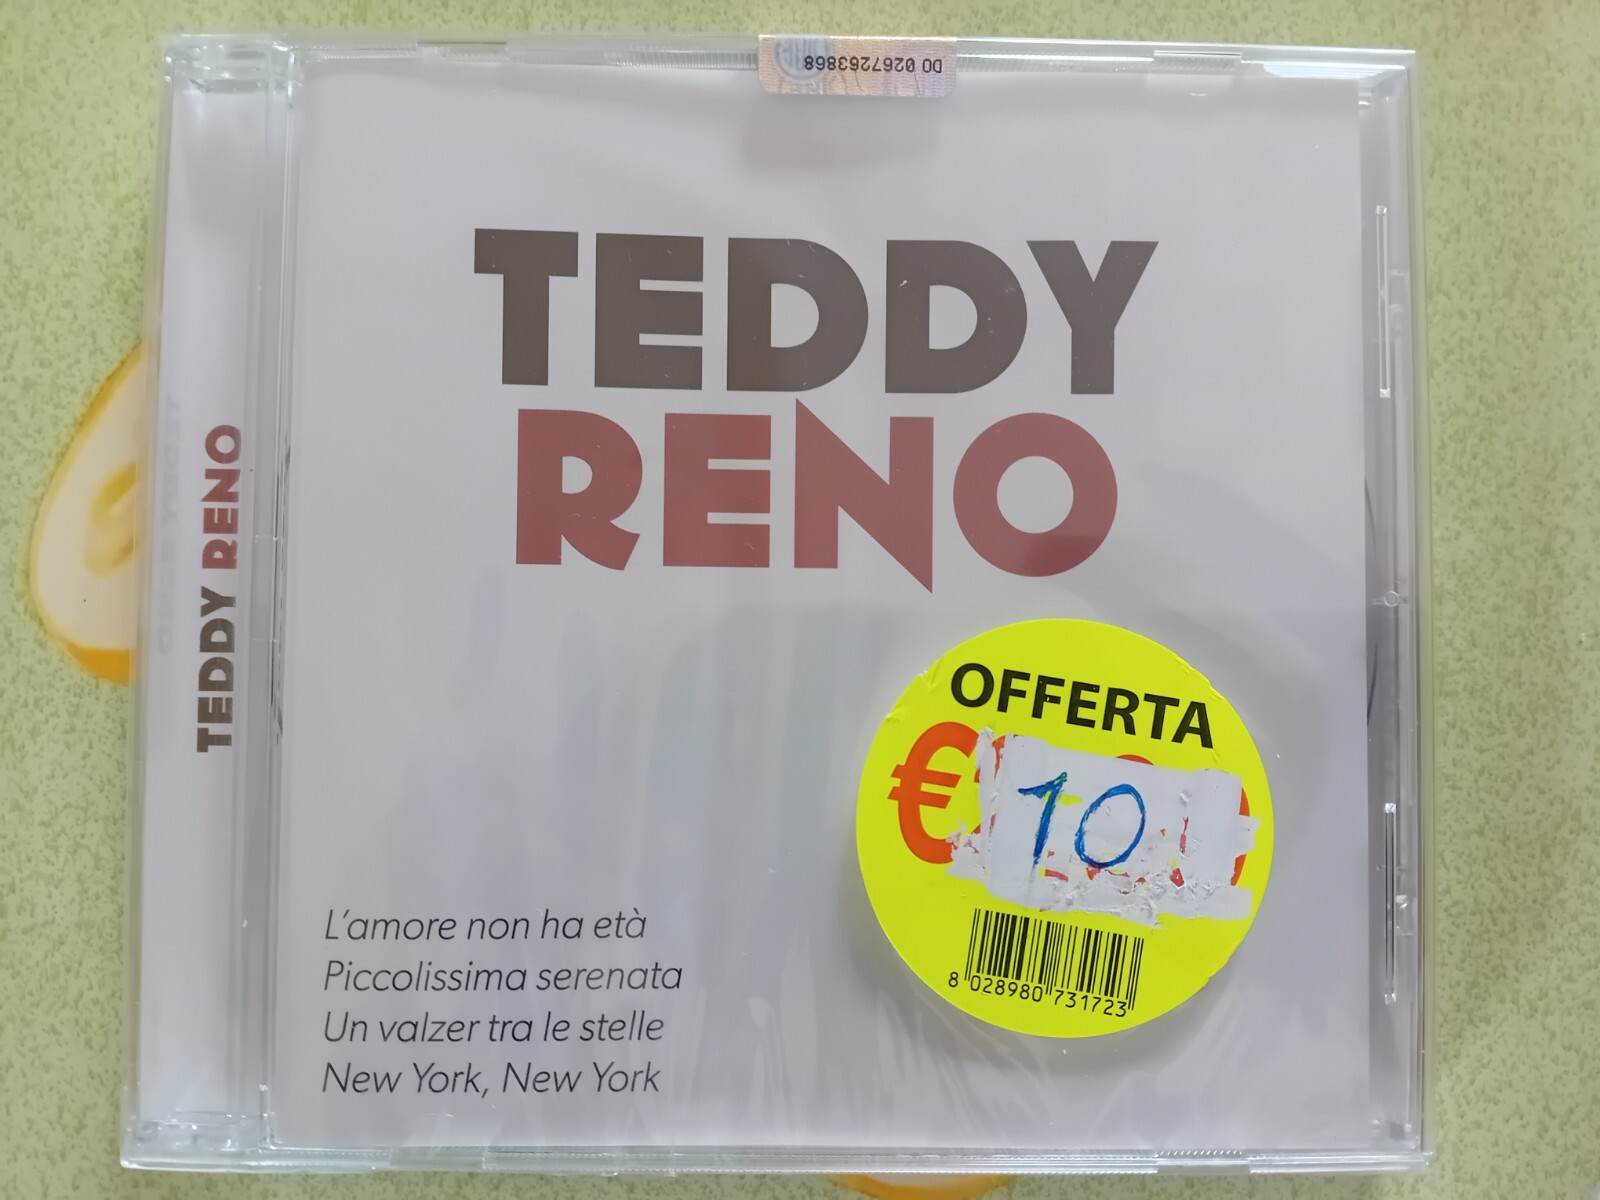 DO 0267263868
TEDDY
RENO
TEDDY RENO
OFFERTA
€
10
8 028980 731723
L'amore non ha età
Piccolissima serenata
Un valzer tra le stelle
New York, New York